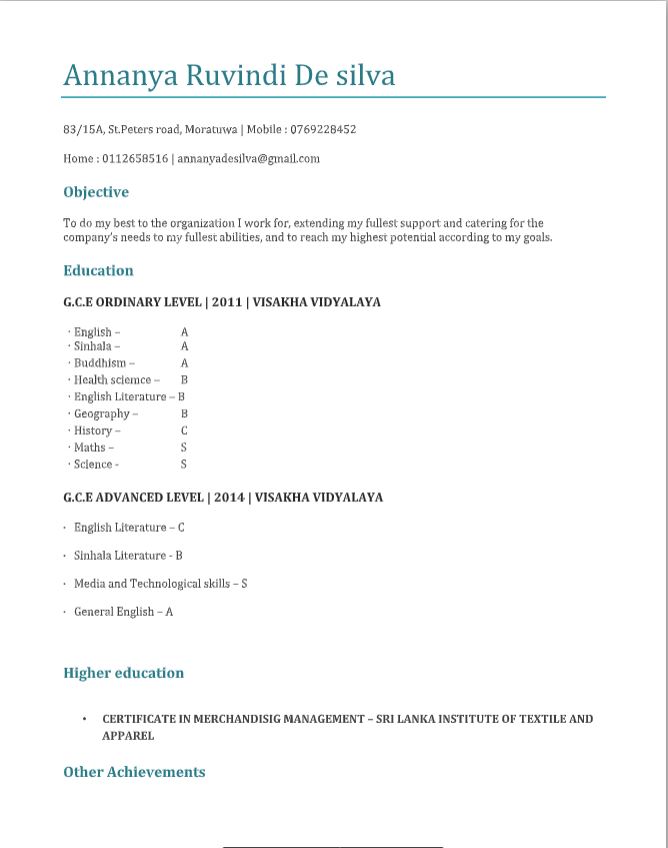 Annanya Ruvindi De silva
83/15A, St.Peters road, Moratuwa | Mobile : 0769228452
Home : 0112658516 | annanyadesilva@gmail.com
Objective
To do my best to the organization I work for, extending my fullest support and catering for the
company's needs to my fullest abilities, and to reach my highest potential according to my goals.
Education
G.C.E ORDINARY LEVEL | 2011 | VISAKHA VIDYALAYA
· English – A
· Sinhala – A
· Buddhism – A
· Health sciemce – B
· English Literature – B
· Geography – B
· History – C
· Maths – S
· Science - S
G.C.E ADVANCED LEVEL | 2014 | VISAKHA VIDYALAYA
· English Literature – C
· Sinhala Literature - B
· Media and Technological skills – S
· General English – A
Higher education
• CERTIFICATE IN MERCHANDISIG MANAGEMENT – SRI LANKA INSTITUTE OF TEXTILE AND
APPAREL
Other Achievements